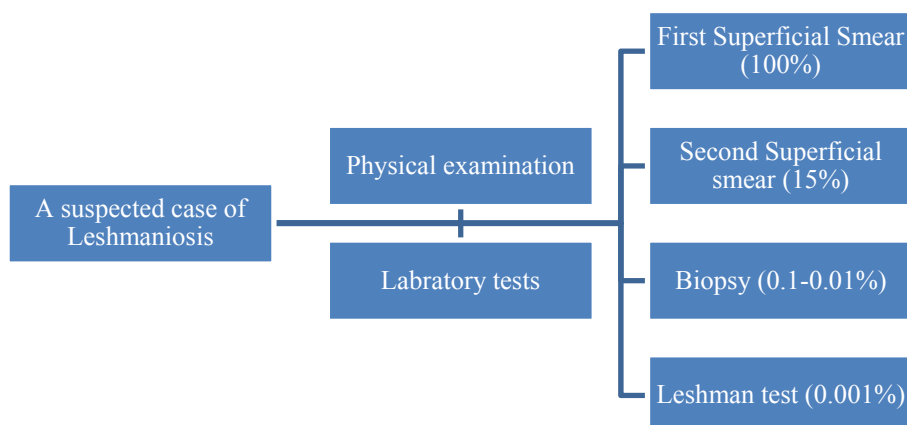 A suspected case of
Leshmaniosis
Physical examination
Labratory tests
First Superficial Smear
(100%)
Second Superficial
smear (15%)
Biopsy (0.1-0.01%)
Leshman test (0.001%)